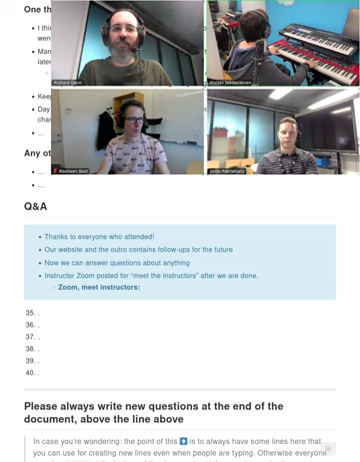 One th
I thi
wen
Man
later
Keep
Day
chai
...
Any ot
...
...
Richard Darst
Radovan Bast
Jarno Rantaharju
Q&A
Thanks to everyone who attended!
Our website and the outro contains follow-ups for the future
Now we can answer questions about anything
Instructor Zoom posted for "meet the instructors" after we are done.
Zoom, meet instructors:
35. .
36. .
37. .
38. .
39. .
40. .
Please always write new questions at the end of the
document, above the line above
In case you're wondering: the point of this ⬆ is to always have some lines here that
you can use for creating new lines even when people are typing. Otherwise everyone